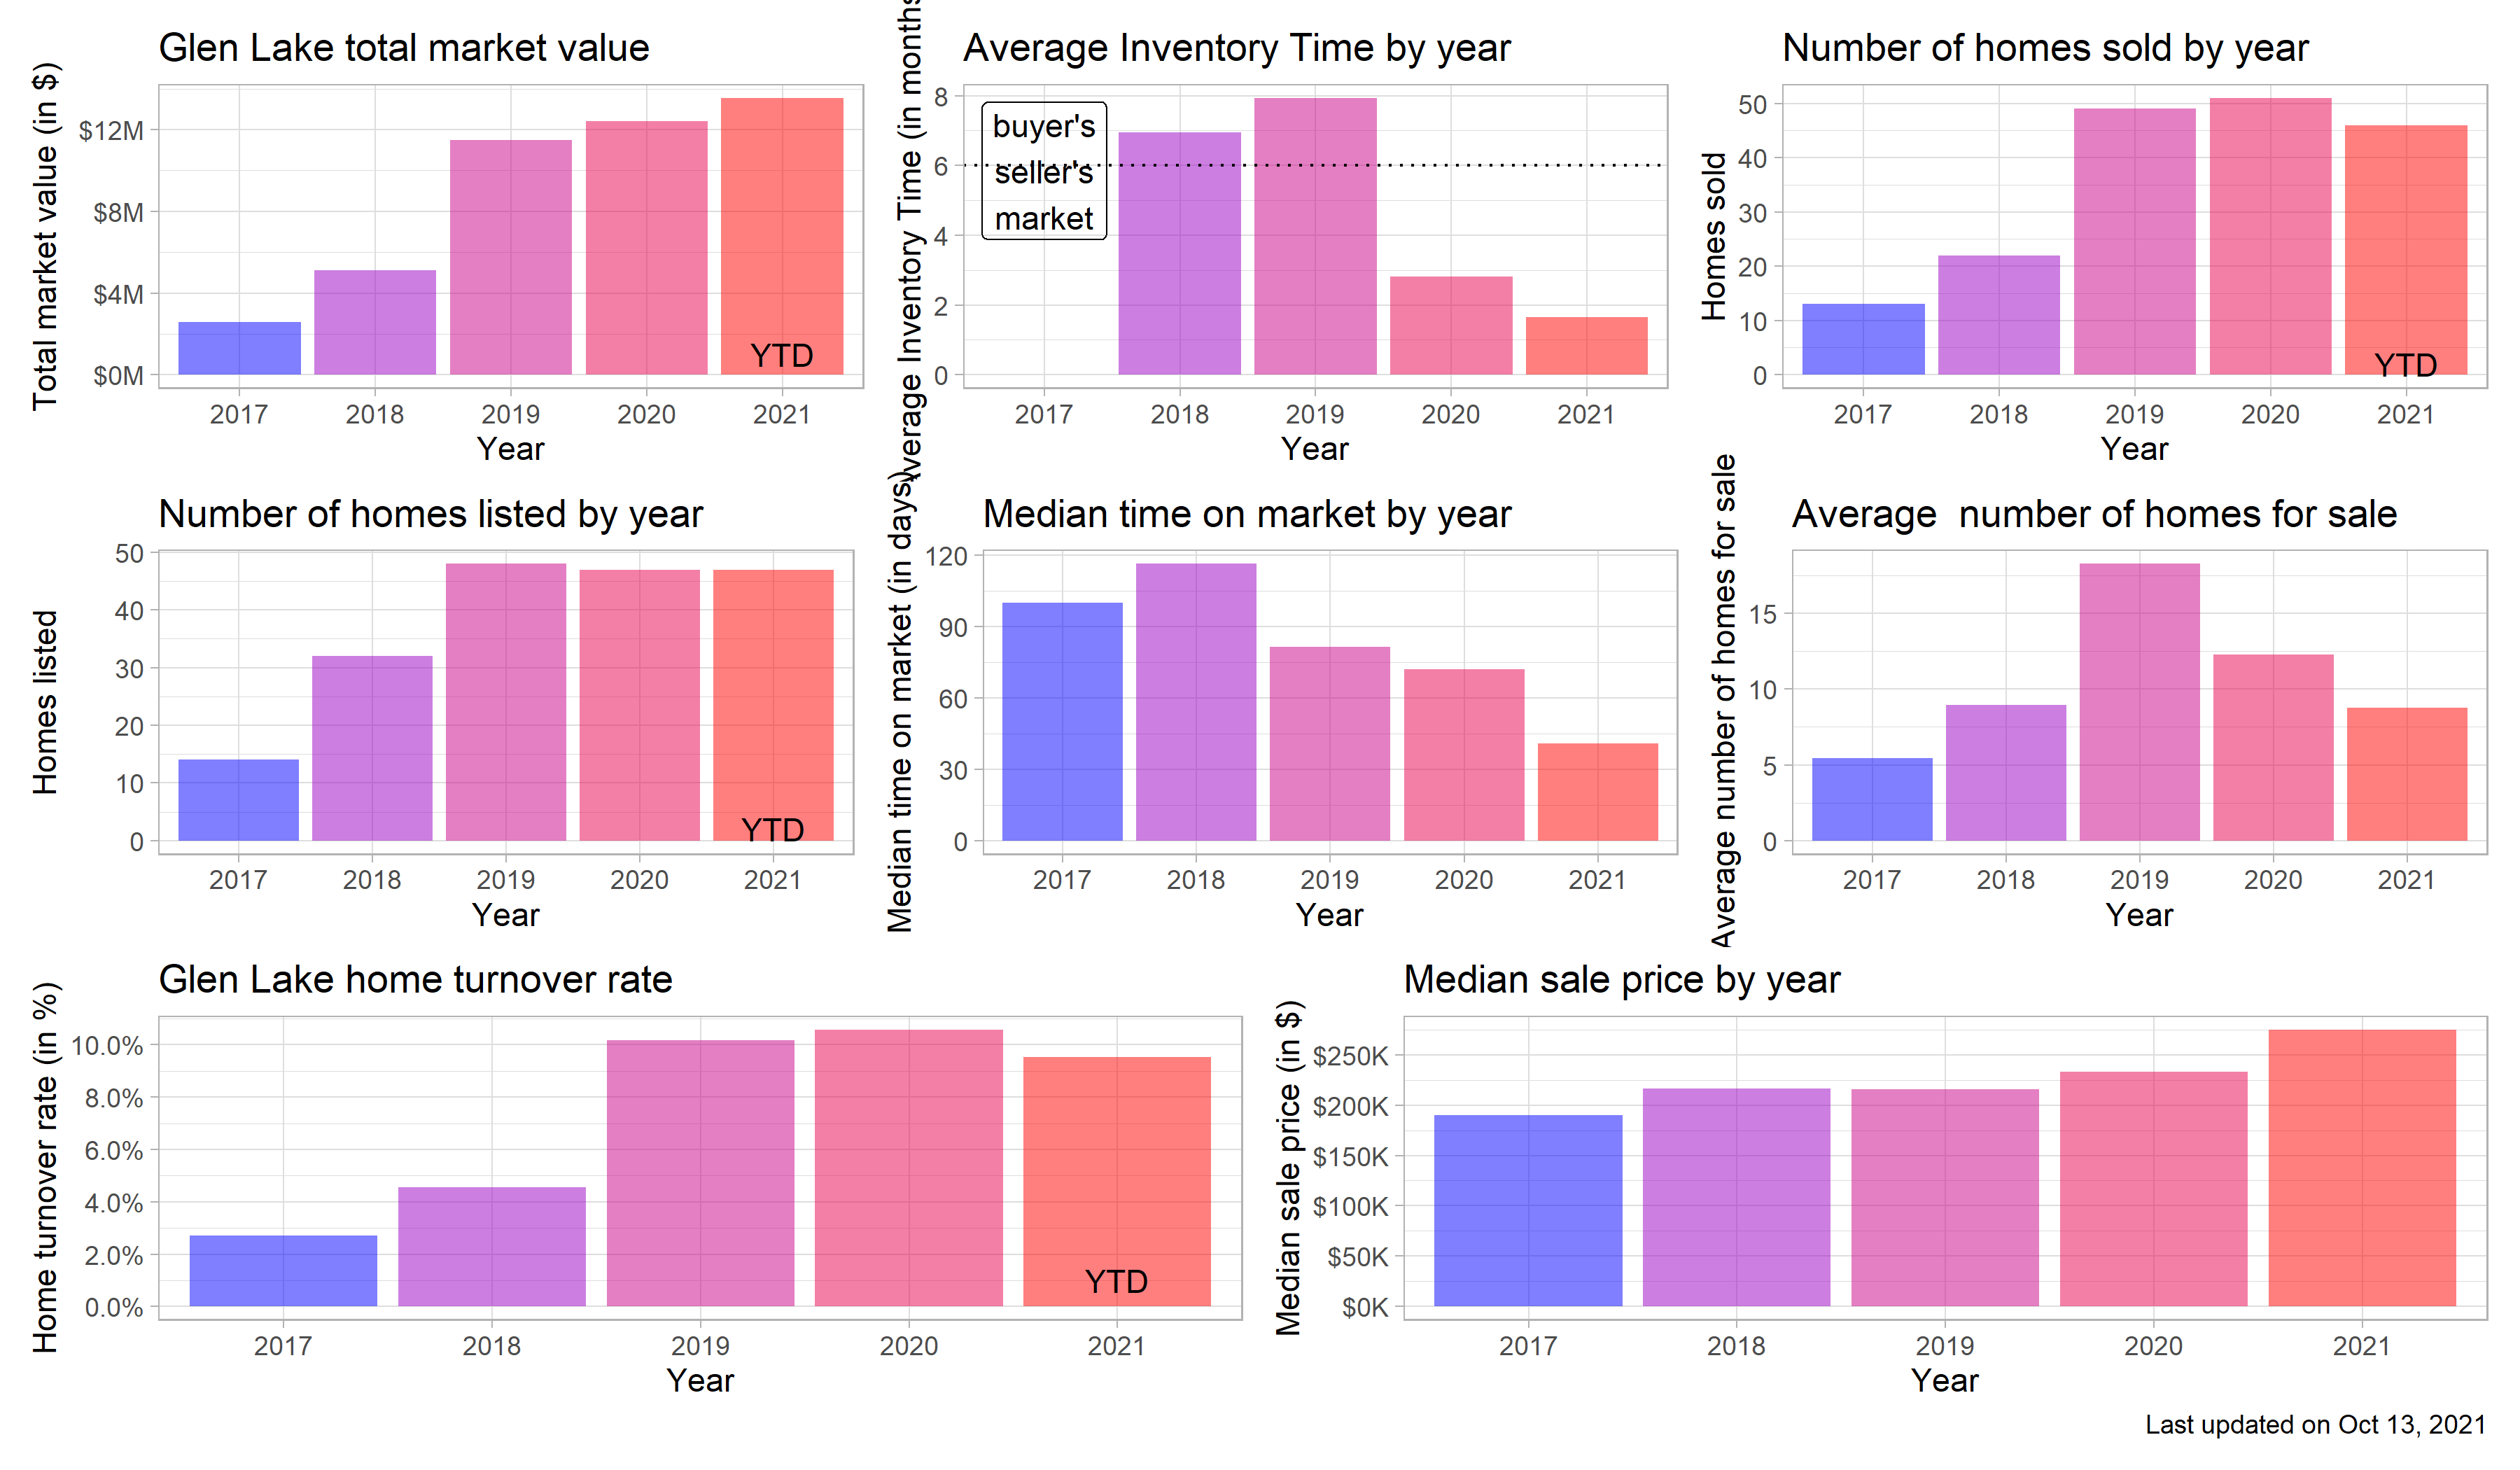 Glen Lake total market value
Total market value (in $)
$12M
$8M
$4M
$0M
YTD
2017 2018 2019 2020 2021
Year
Average Inventory Time by year
Average Inventory Time (in months
8
6
4
2
0
buyer's
seller's
market
2017 2018 2019 2020 2021
Year
Number of homes sold by year
Homes sold
50
40
30
20
10
0
YTD
2017 2018 2019 2020 2021
Year
Number of homes listed by year
Homes listed
50
40
30
20
10
0
YTD
2017 2018 2019 2020 2021
Year
Median time on market by year
Median time on market (in days)
120
90
60
30
0
2017 2018 2019 2020 2021
Year
Average  number of homes for sale
Average number of homes for sale
15
10
5
0
2017 2018 2019 2020 2021
Year
Glen Lake home turnover rate
Home turnover rate (in %)
10.0%
8.0%
6.0%
4.0%
2.0%
0.0%
YTD
2017 2018 2019 2020 2021
Year
Median sale price by year
Median sale price (in $)
$250K
$200K
$150K
$100K
$50K
$0K
2017 2018 2019 2020 2021
Year
Last updated on Oct 13, 2021